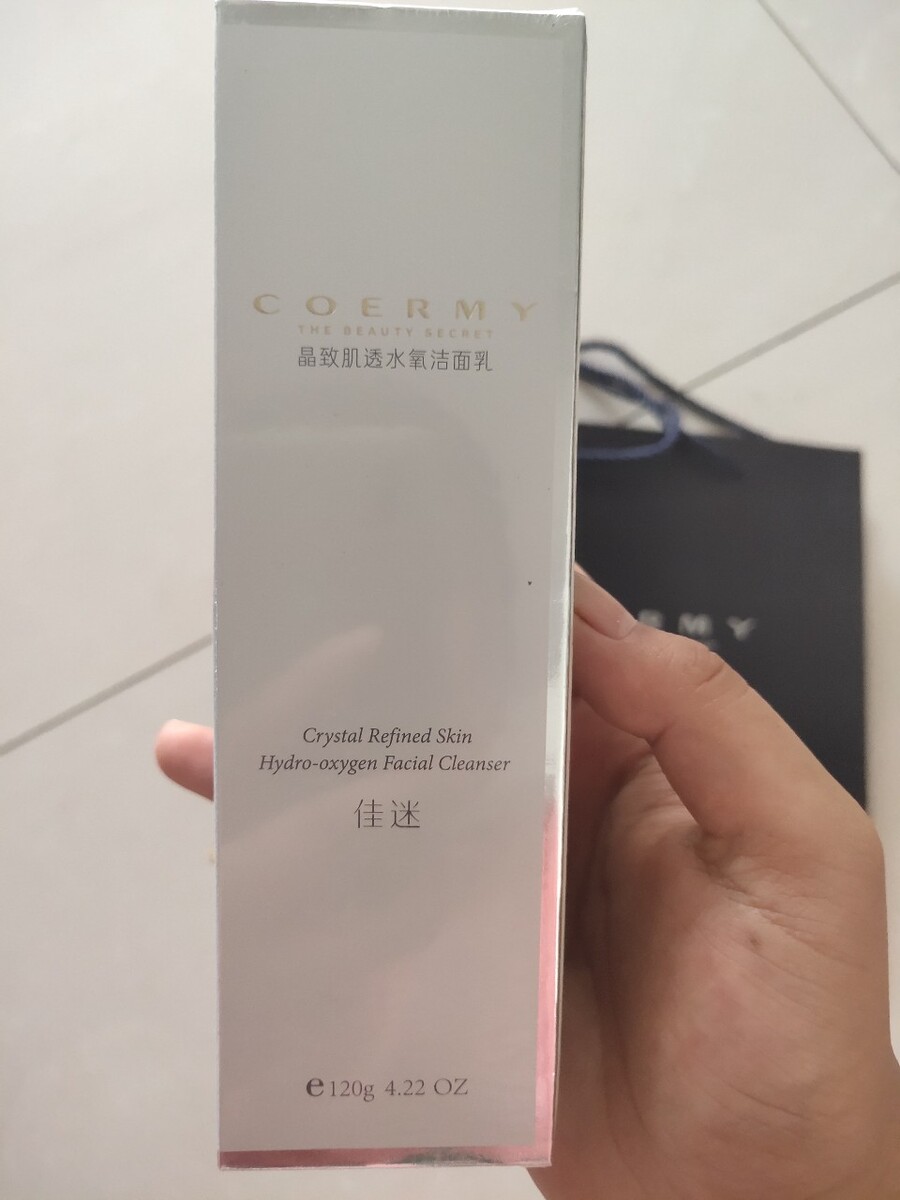 COERMY
THE BEAUTY SECRET
晶致肌透水氧洁面乳
Crystal Refined Skin
Hydro-oxygen Facial Cleanser
佳迷
e 120g 4.22 OZ